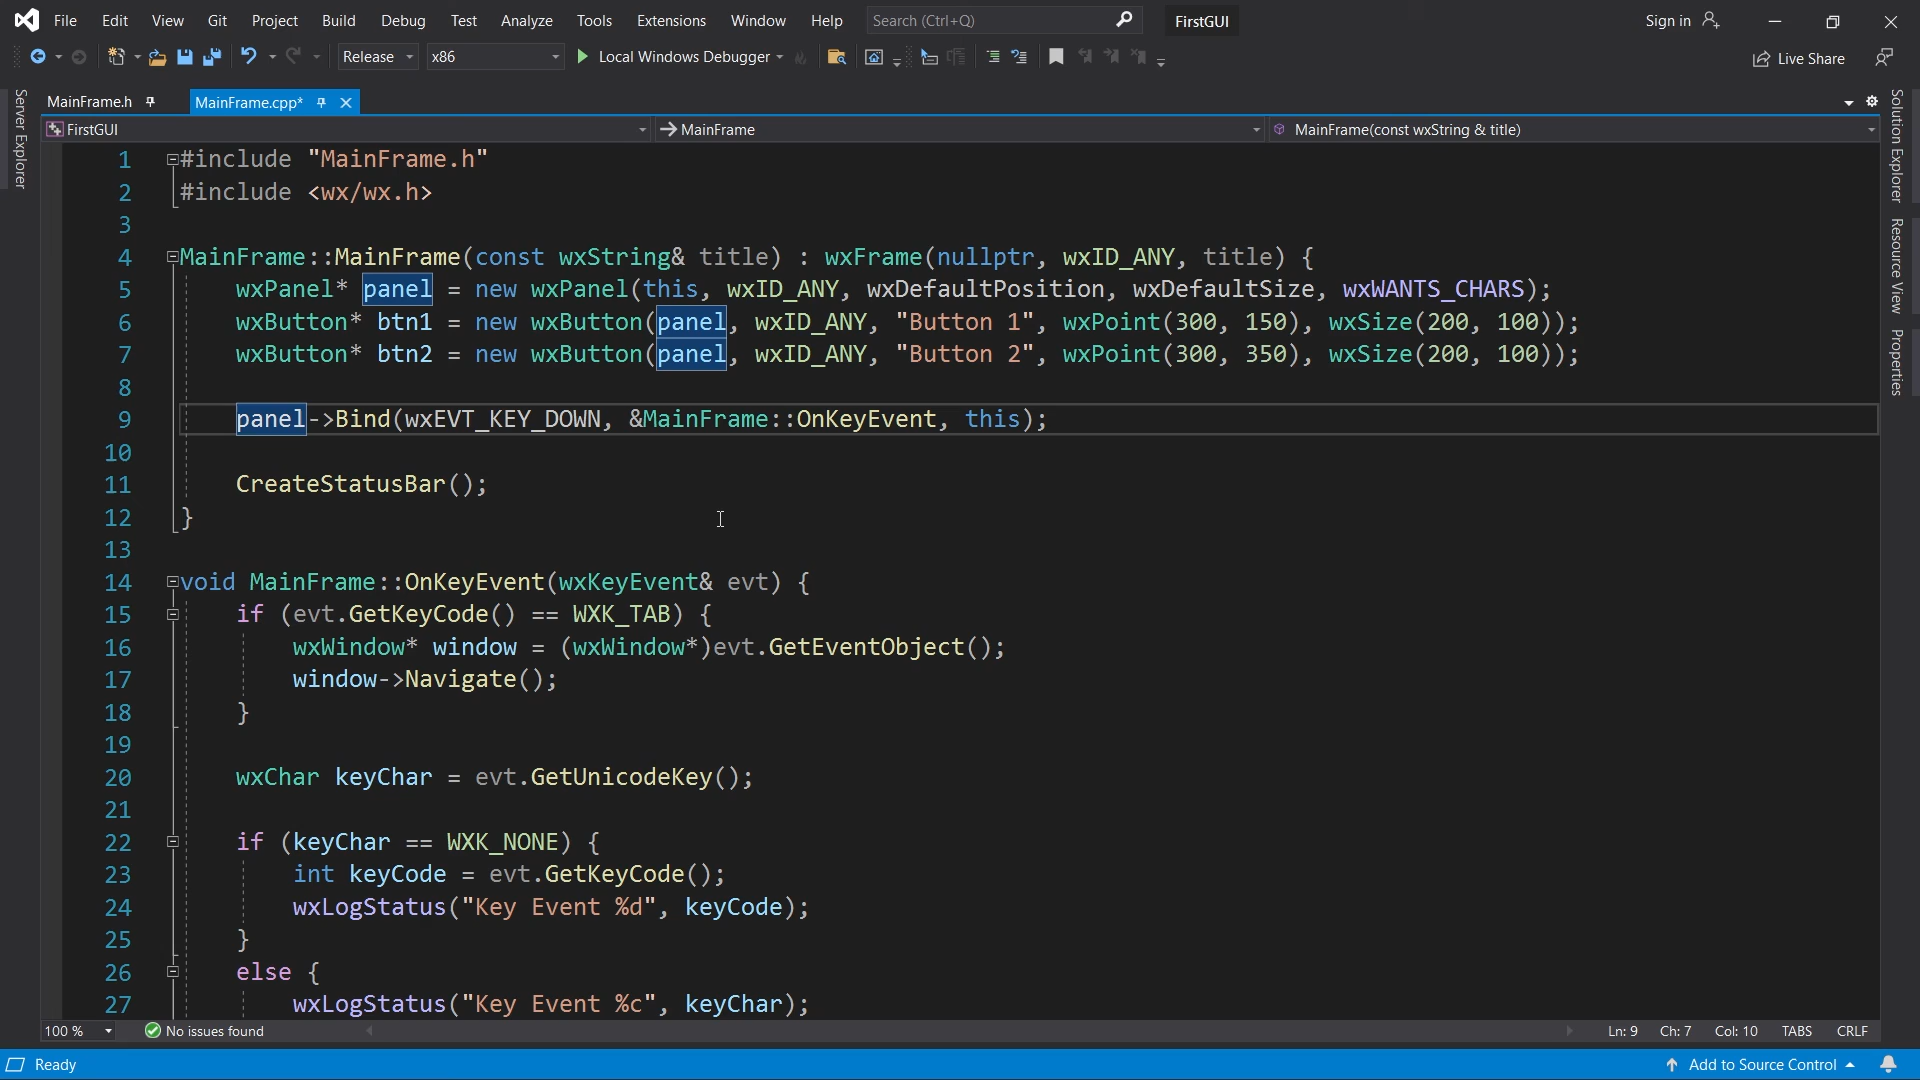 File Edit View Git Project Build Debug Test Analyze Tools Extensions Window Help Search (Ctrl+Q) FirstGUI Sign in
Release x86 Local Windows Debugger Live Share
MainFrame.h MainFrame.cpp*
FirstGUI MainFrame MainFrame(const wxString & title)
Server Explorer
Solution Explorer
Resource View
Properties
1 #include "MainFrame.h"
2 #include <wx/wx.h>
3
4 MainFrame::MainFrame(const wxString& title) : wxFrame(nullptr, wxID_ANY, title) {
5 wxPanel* panel = new wxPanel(this, wxID_ANY, wxDefaultPosition, wxDefaultSize, wxWANTS_CHARS);
6 wxButton* btn1 = new wxButton(panel, wxID_ANY, "Button 1", wxPoint(300, 150), wxSize(200, 100));
7 wxButton* btn2 = new wxButton(panel, wxID_ANY, "Button 2", wxPoint(300, 350), wxSize(200, 100));
8
9 panel->Bind(wxEVT_KEY_DOWN, &MainFrame::OnKeyEvent, this);
10
11 CreateStatusBar();
12 }
13
14 void MainFrame::OnKeyEvent(wxKeyEvent& evt) {
15 if (evt.GetKeyCode() == WXK_TAB) {
16 wxWindow* window = (wxWindow*)evt.GetEventObject();
17 window->Navigate();
18 }
19
20 wxChar keyChar = evt.GetUnicodeKey();
21
22 if (keyChar == WXK_NONE) {
23 int keyCode = evt.GetKeyCode();
24 wxLogStatus("Key Event %d", keyCode);
25 }
26 else {
27 wxLogStatus("Key Event %c", keyChar);
100 % No issues found Ln: 9 Ch: 7 Col: 10 TABS CRLF
Ready Add to Source Control